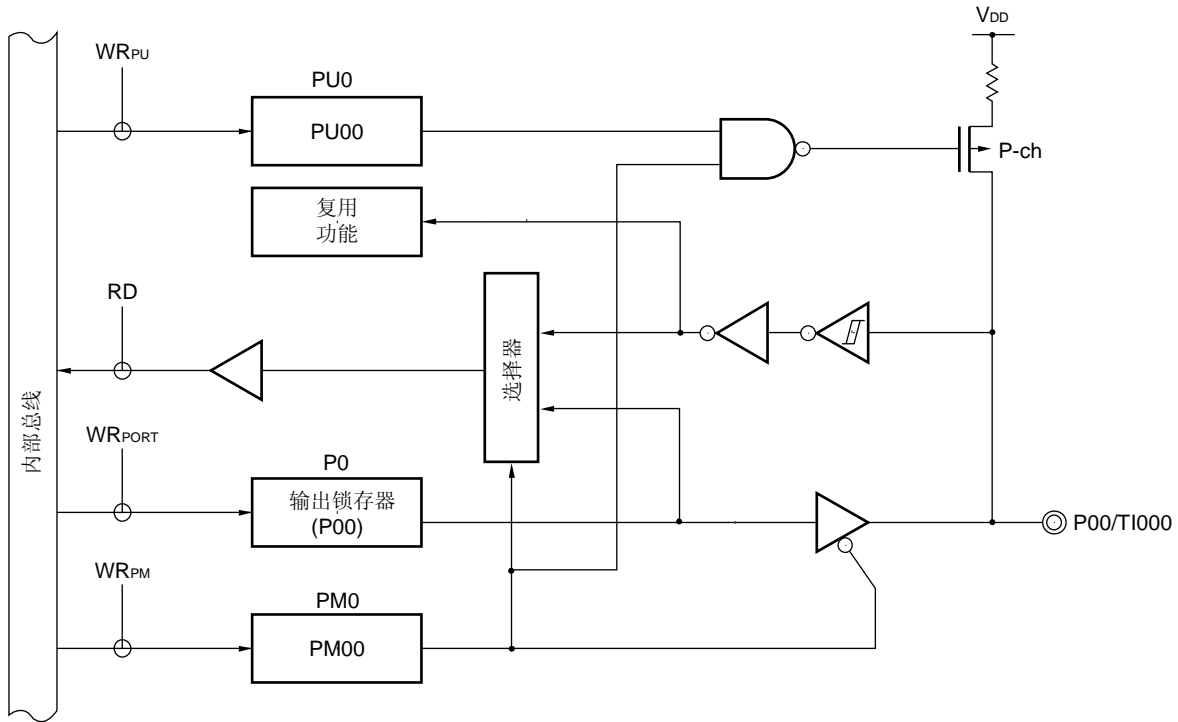 VDD
WRPU
PU0
PU00
P-ch
复用
功能
RD
选择器
内部总线
WRPORT
P0
输出锁存器
(P00)
P00/TI000
WRPM
PM0
PM00